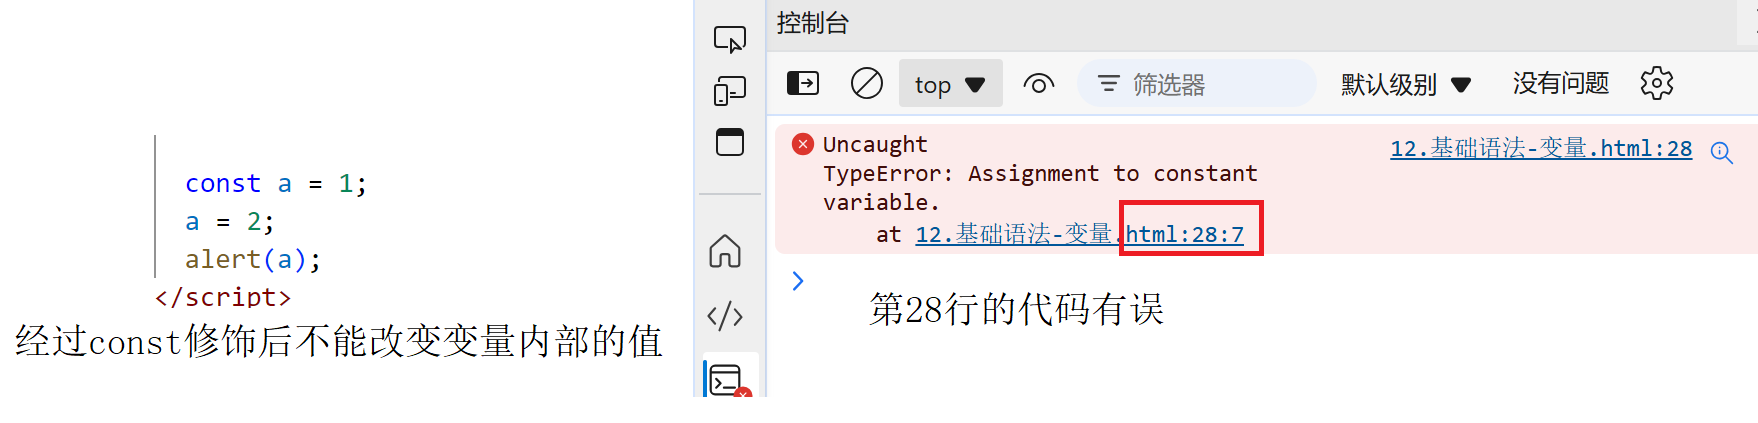 const a = 1;
a = 2;
alert(a);
</script>
经过const修饰后不能改变变量内部的值
控制台
top
筛选器
默认级别
没有问题
Uncaught 12.基础语法-变量.html:28
TypeError: Assignment to constant
variable.
at 12.基础语法-变量.html:28:7
第28行的代码有误